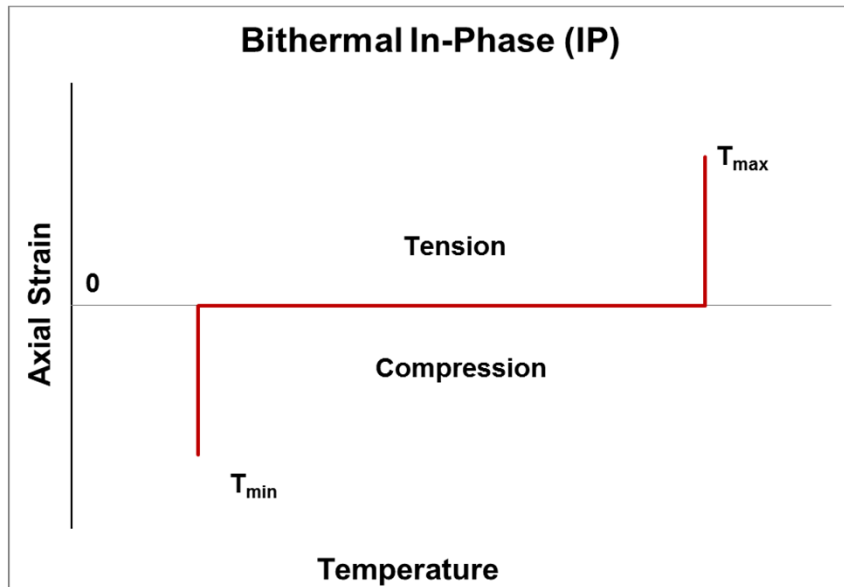 Bithermal In-Phase (IP)
Tmax
Tension
0
Axial Strain
Compression
Tmin
Temperature